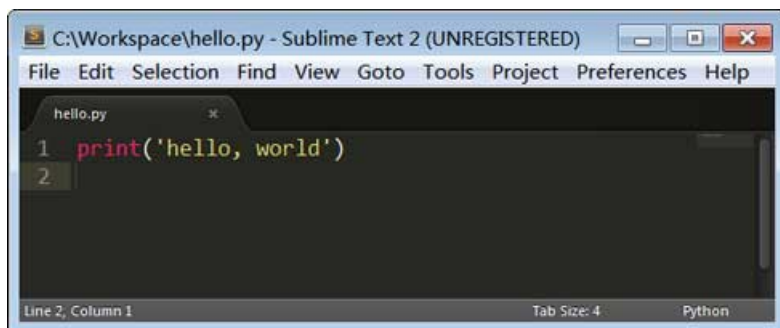 C:\Workspace\hello.py - Sublime Text 2 (UNREGISTERED)
File Edit Selection Find View Goto Tools Project Preferences Help
hello.py
1 print('hello, world')
2
Line 2, Column 1 Tab Size: 4 Python